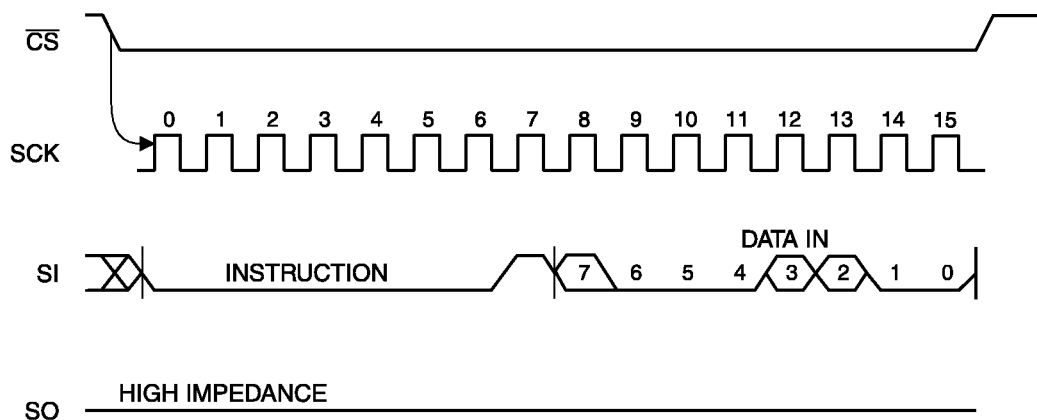 CS
0 1 2 3 4 5 6 7 8 9 10 11 12 13 14 15
SCK
DATA IN
SI INSTRUCTION 7 6 5 4 3 2 1 0
HIGH IMPEDANCE
SO